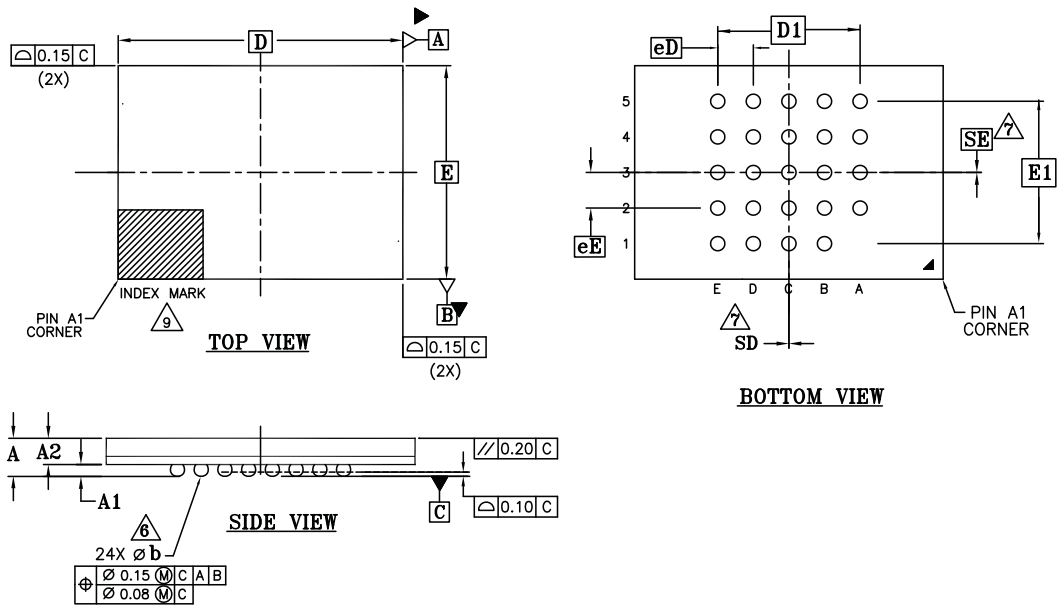 D
A
⌓ 0.15 C
(2X)
E
INDEX MARK
9
PIN A1
CORNER
B
⌓ 0.15 C
(2X)
TOP VIEW
D1
eD
5
4
3
2
1
SE
7
E1
eE
E D C B A
7
SD
PIN A1
CORNER
BOTTOM VIEW
A
A2
A1
// 0.20 C
C
⌓ 0.10 C
SIDE VIEW
6
24X Ø b
⌖ Ø 0.15 Ⓜ C A B
Ø 0.08 Ⓜ C